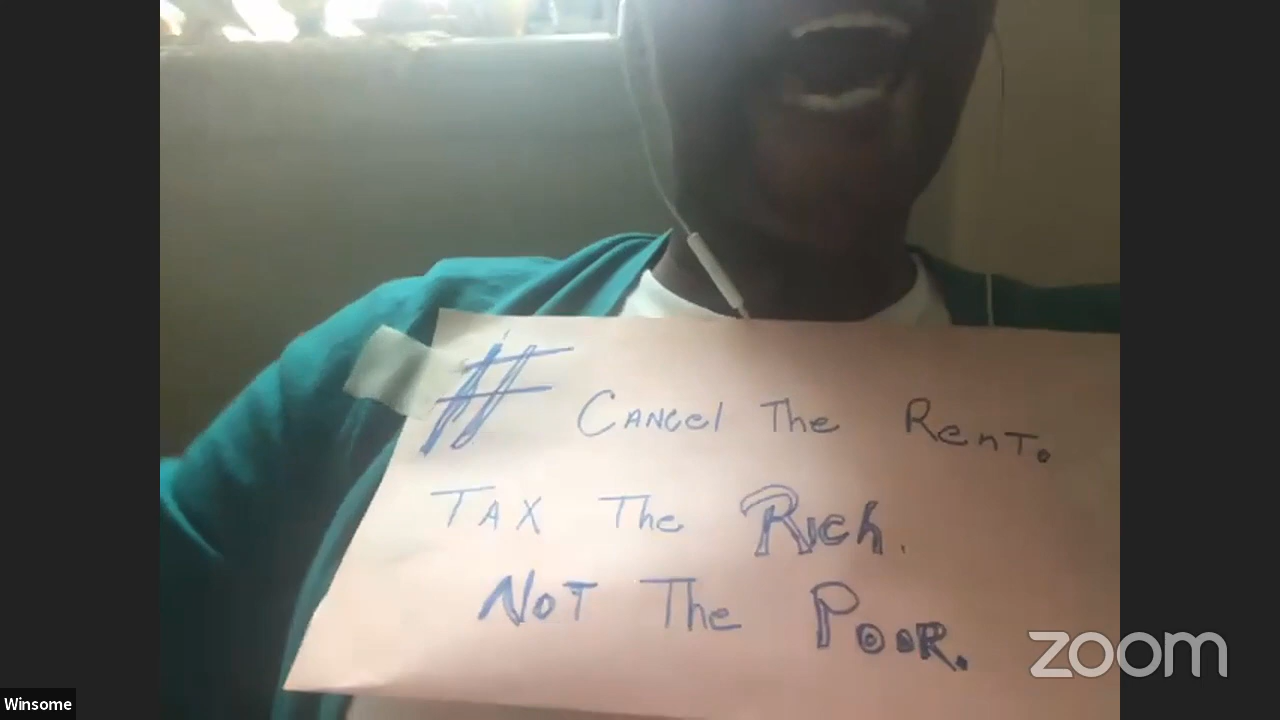 # CANCel The RenT.
TAX The RicH.
NOT The PooR.
zoom
Winsome